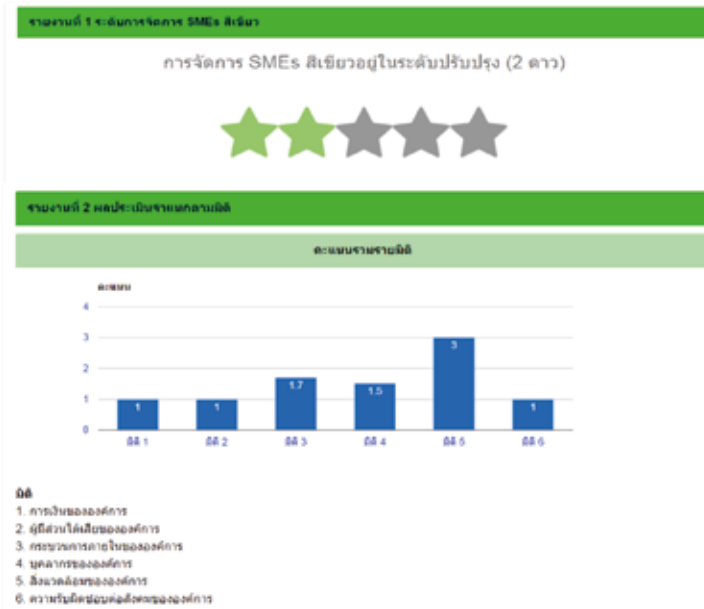 รายงานที่ 1 ระดับการจัดการ SMEs สีเขียว
การจัดการ SMEs สีเขียวอยู่ในระดับปรับปรุง (2 ดาว)
รายงานที่ 2 ผลประเมินจำแนกตามมิติ
คะแนนรวมรายมิติ
คะแนน
4
3
2
1
0
1
1
1.7
1.5
3
1
มิติ 1
มิติ 2
มิติ 3
มิติ 4
มิติ 5
มิติ 6
มิติ
1. การเงินขององค์การ
2. ผู้มีส่วนได้เสียขององค์การ
3. กระบวนการภายในขององค์การ
4. บุคลากรขององค์การ
5. สิ่งแวดล้อมขององค์การ
6. ความรับผิดชอบต่อสังคมขององค์การ